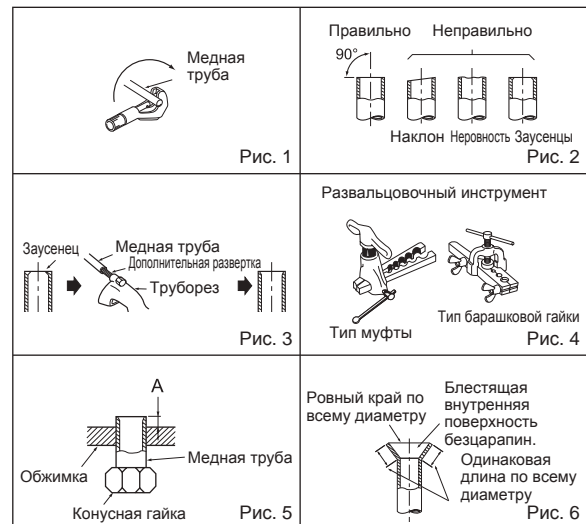 Медная
труба
Рис. 1
Правильно
Неправильно
90°
Наклон Неровность Заусенцы
Рис. 2
Заусенец
Медная труба
Дополнительная развертка
Труборез
Рис. 3
Развальцовочный инструмент
Тип муфты
Тип барашковой гайки
Рис. 4
A
Обжимка
Медная труба
Конусная гайка
Рис. 5
Ровный край по
всему диаметру
Блестящая
внутренняя
поверхность
безцарапин.
Одинаковая
длина по всему
диаметру
Рис. 6